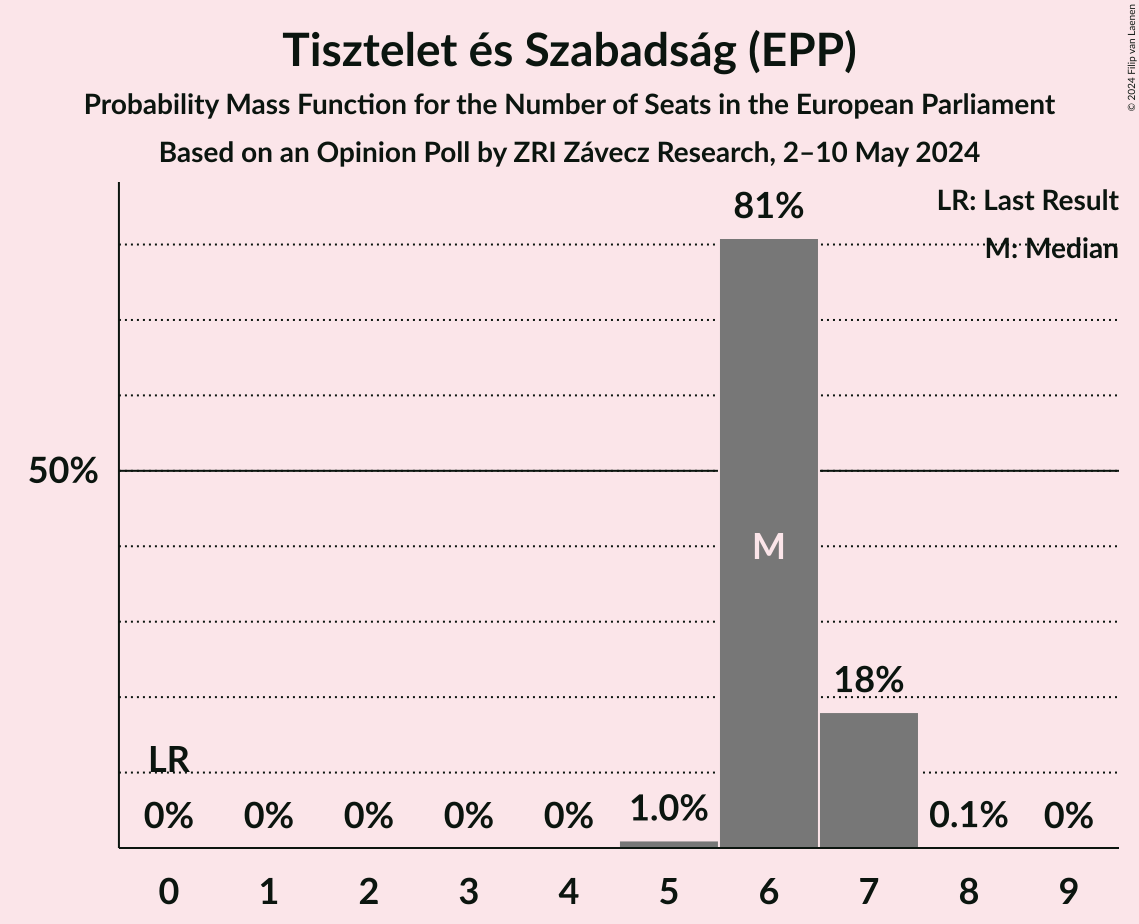 Tisztelet és Szabadság (EPP)
Probability Mass Function for the Number of Seats in the European Parliament
Based on an Opinion Poll by ZRI Závecz Research, 2–10 May 2024
© 2024 Filip van Laenen
LR: Last Result
M: Median
81%
50%
M
18%
LR
0% 0% 0% 0% 0% 1.0% 0.1% 0%
0 1 2 3 4 5 6 7 8 9